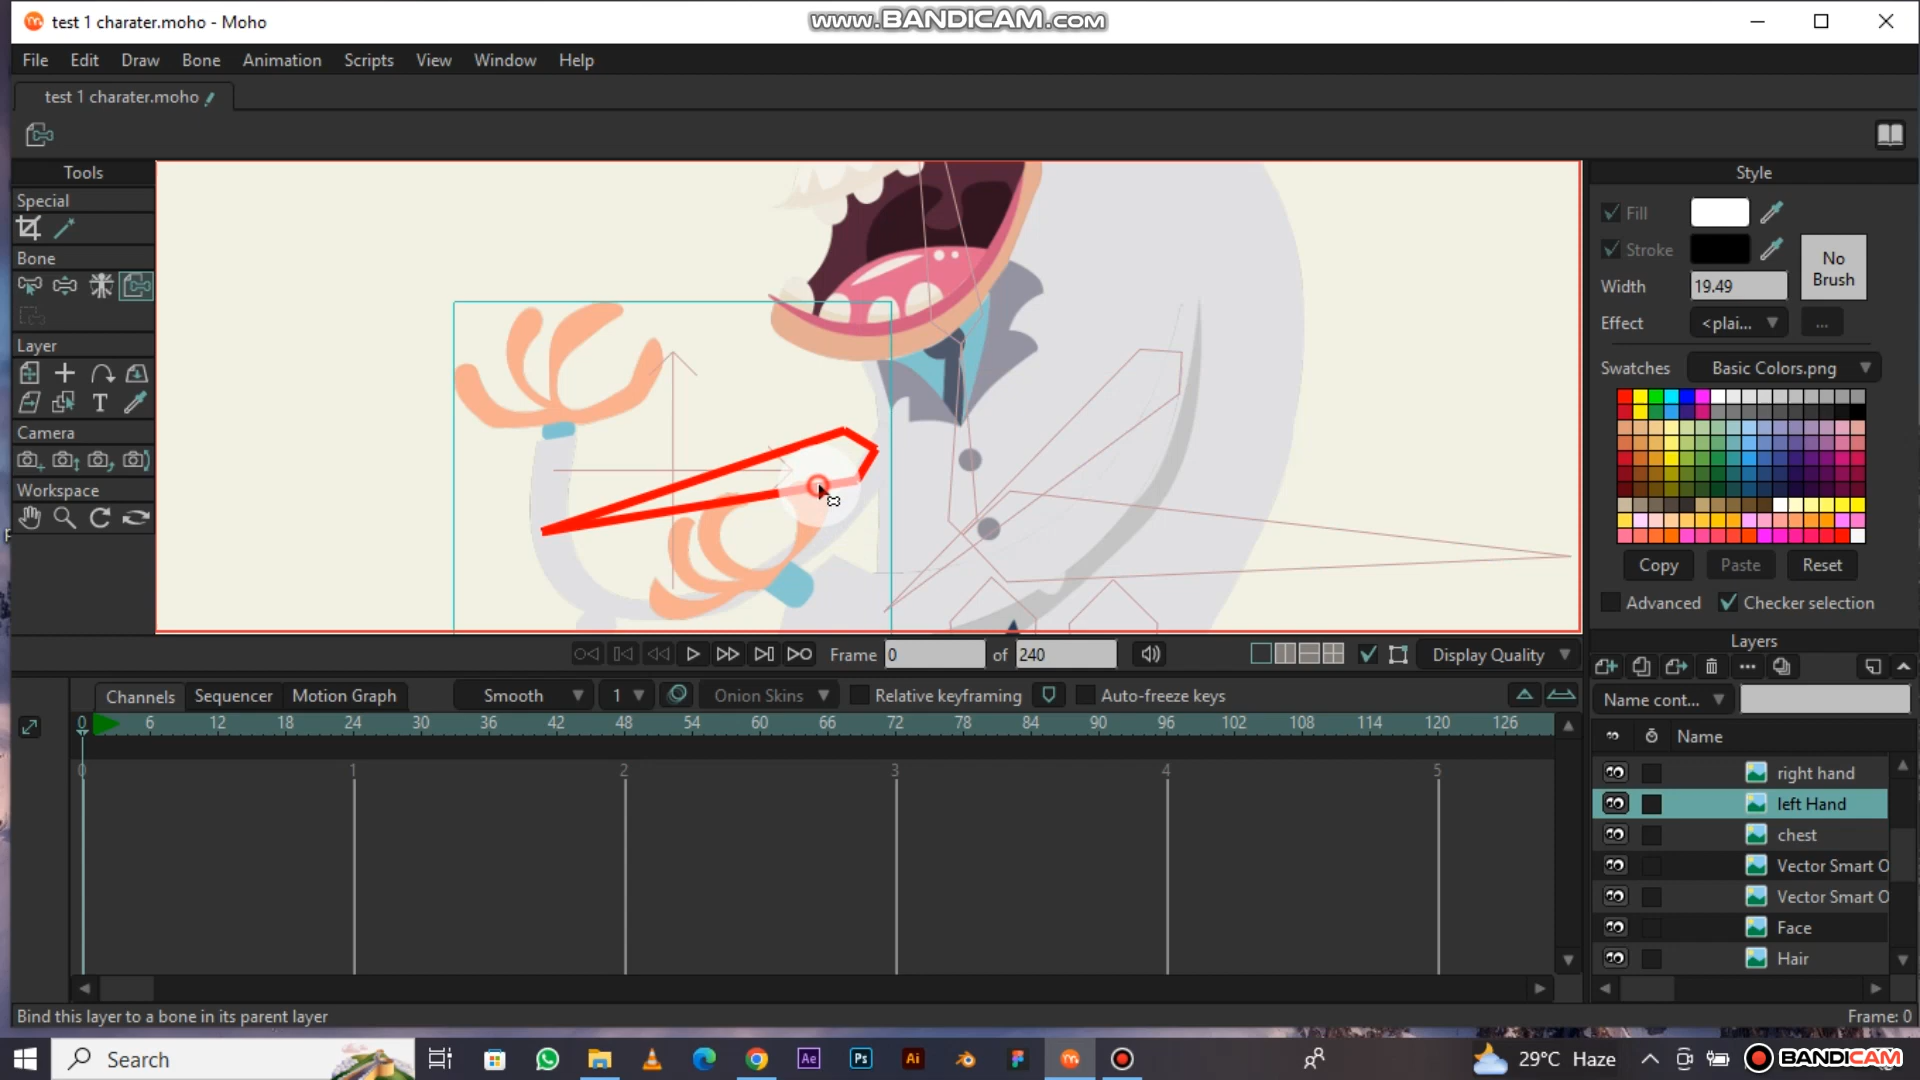 test 1 charater.moho - Moho
www.BANDICAM.com
File Edit Draw Bone Animation Scripts View Window Help
test 1 charater.moho
Tools
Special
Bone
Layer
T
Camera
Workspace
Style
Fill
Stroke
No Brush
Width 19.49
Effect <plai... ...
Swatches Basic Colors.png
Copy Paste Reset
Advanced Checker selection
Frame 0 of 240
Display Quality
Channels Sequencer Motion Graph Smooth 1 Onion Skins Relative keyframing Auto-freeze keys
0 6 12 18 24 30 36 42 48 54 60 66 72 78 84 90 96 102 108 114 120 126
0 1 2 3 4 5
Layers
Name cont...
Name
right hand
left Hand
chest
Vector Smart O
Vector Smart O
Face
Hair
Bind this layer to a bone in its parent layer
Frame: 0
Search
Ae
Ps
Ai
29°C Haze
BANDICAM